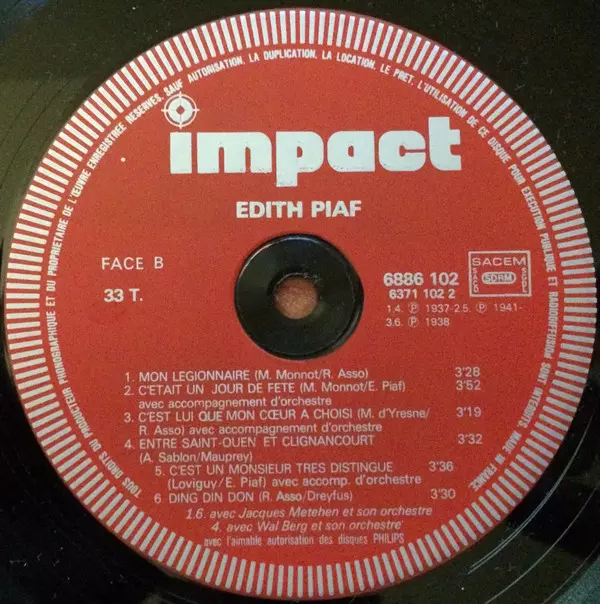 TOUS DROITS DU PRODUCTEUR PHONOGRAPHIQUE ET DU PROPRIETAIRE DE L'ŒUVRE ENREGISTREE RESERVES. SAUF AUTORISATION, LA DUPLICATION, LA LOCATION, LE PRET, L'UTILISATION DE CE DISQUE POUR EXECUTION PUBLIQUE ET RADIODIFFUSION SONT INTERDITS. MADE IN FRANCE.
impact
EDITH PIAF
FACE B
33 T.
6886 102
6371 102 2
1.4. ℗ 1937-2.5. ℗ 1941-
3.6. ℗ 1938
SACEM
SACD SDRM SGDL
1. MON LEGIONNAIRE (M. Monnot/R. Asso) 3'28
2. C'ETAIT UN JOUR DE FETE (M. Monnot/E. Piaf) 3'52
avec accompagnement d'orchestre
3. C'EST LUI QUE MON CŒUR A CHOISI (M. d'Yresne/ 3'19
R. Asso) avec accompagnement d'orchestre
4. ENTRE SAINT-OUEN ET CLIGNANCOURT 3'32
(A. Sablon/Mauprey)
5. C'EST UN MONSIEUR TRES DISTINGUE 3'36
(Loviguy/E. Piaf) avec accomp. d'orchestre
6. DING DIN DON (R. Asso/Dreyfus) 3'30
1.6. avec Jacques Metehen et son orchestre
4. avec Wal Berg et son orchestre
avec l'aimable autorisation des disques PHILIPS